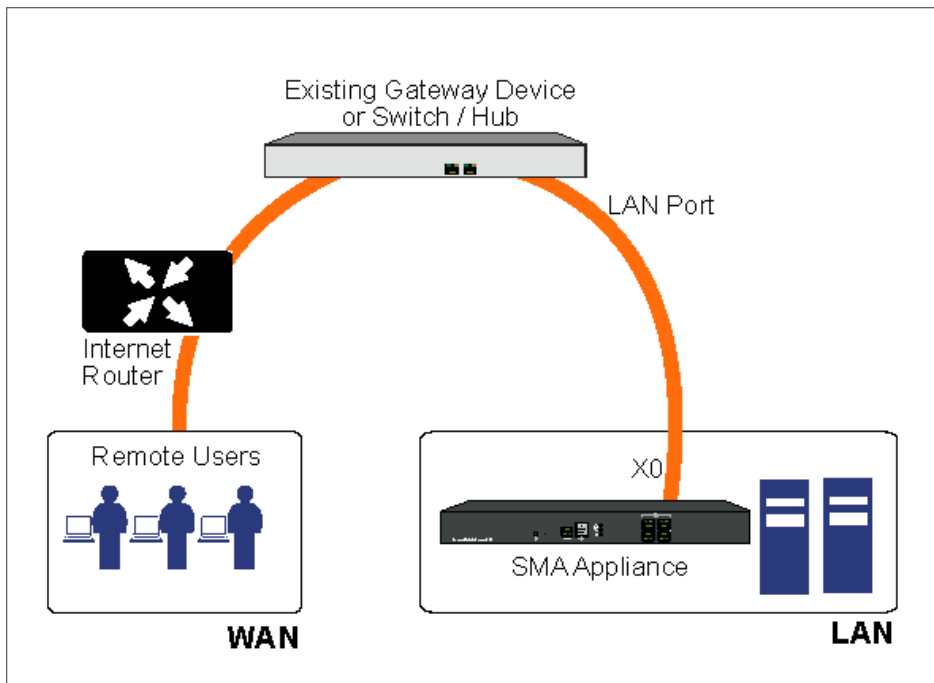 Existing Gateway Device
or Switch / Hub
LAN Port
Internet
Router
Remote Users
X0
SMA Appliance
WAN
LAN